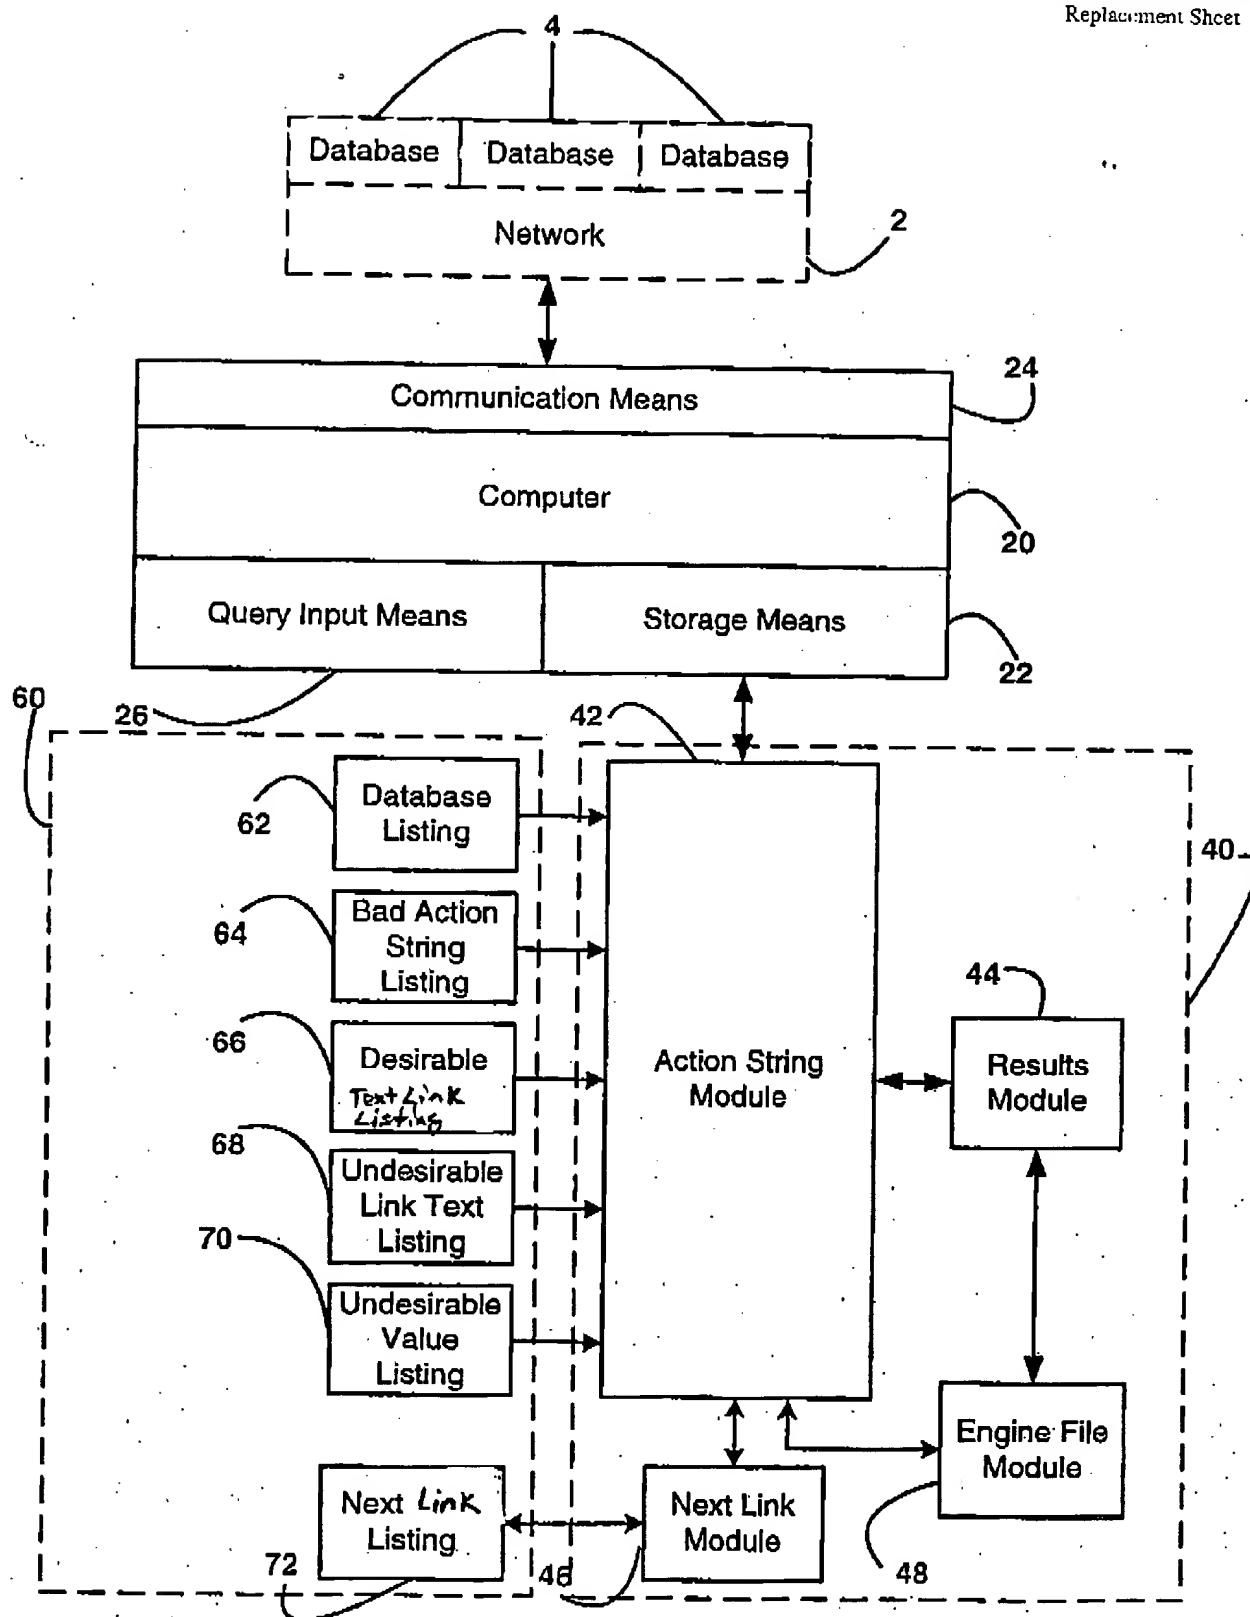 Replacement Sheet
4
Database Database Database
Network
2
Communication Means
24
Computer
20
Query Input Means
Storage Means
22
26
60
42
Database
Listing
62
40
Bad Action
String
Listing
64
44
Desirable
Text Link
Listing
66
Action String
Module
Results
Module
68
Undesirable
Link Text
Listing
70
Undesirable
Value
Listing
Engine File
Module
Next Link
Listing
Next Link
Module
72
46
48